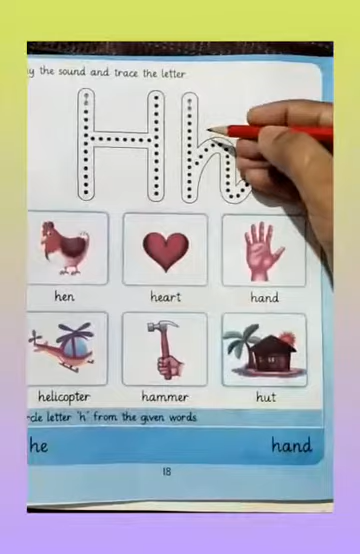 y the sound and trace the letter
Hh
hen heart hand
helicopter hammer hut
rcle letter 'h' from the given words
he hand
18